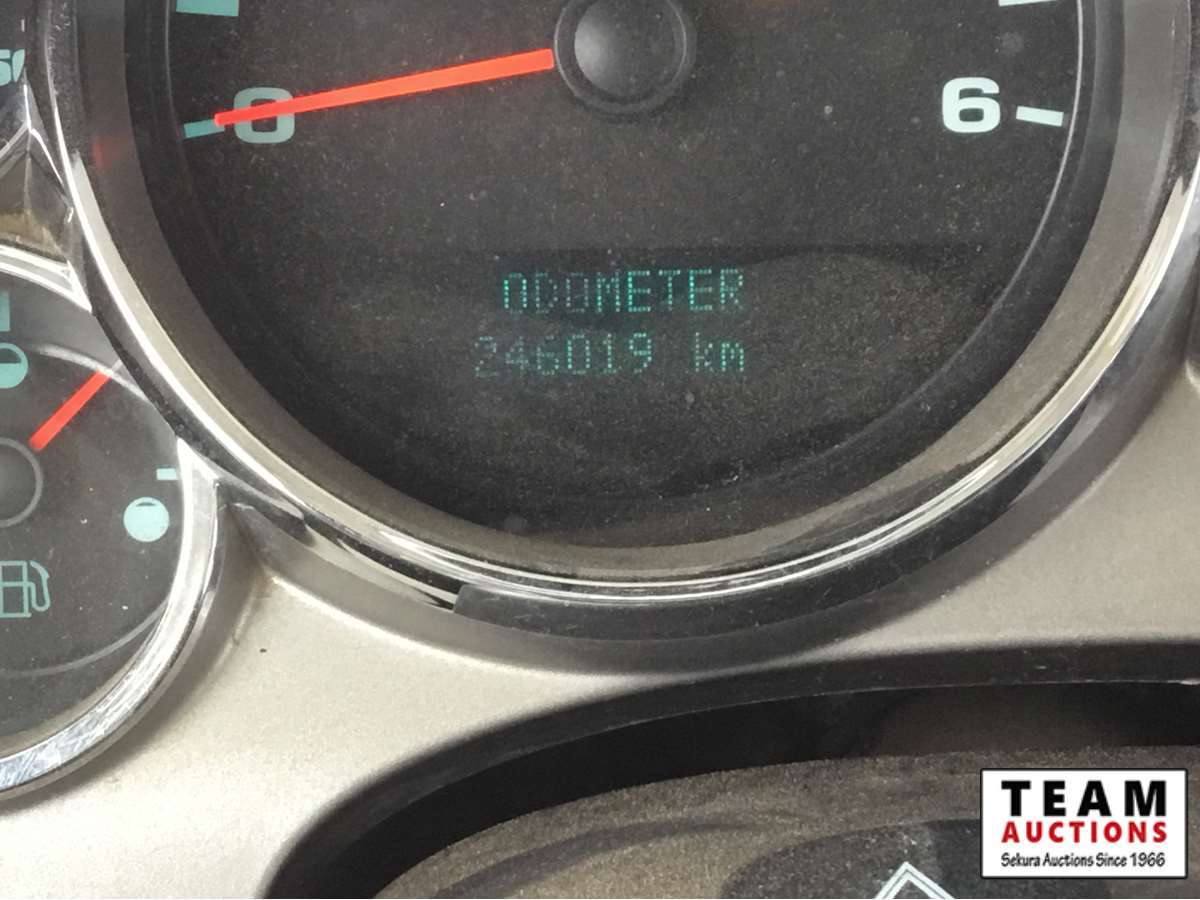 0
6
ODOMETER
246019 km
TEAM
AUCTIONS
Sekura Auctions Since 1966